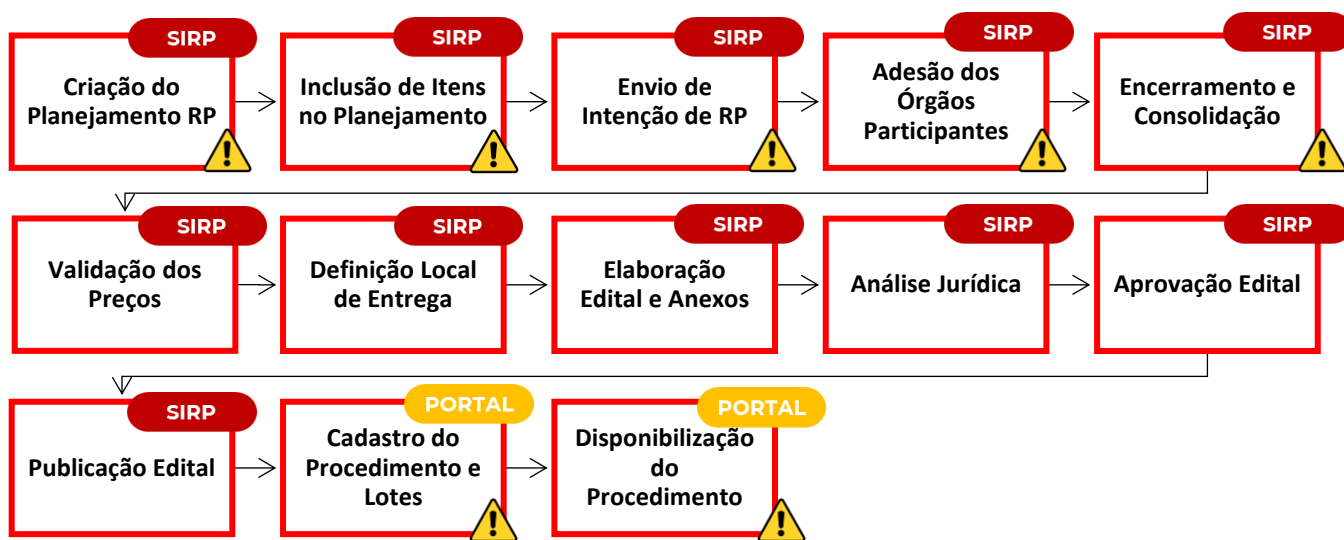 SIRP
Criação do
Planejamento RP
SIRP
Inclusão de Itens
no Planejamento
SIRP
Envio de
Intenção de RP
SIRP
Adesão dos
Órgãos
Participantes
SIRP
Encerramento e
Consolidação
SIRP
Validação dos
Preços
SIRP
Definição Local
de Entrega
SIRP
Elaboração
Edital e Anexos
SIRP
Análise Jurídica
SIRP
Aprovação Edital
SIRP
Publicação Edital
PORTAL
Cadastro do
Procedimento e
Lotes
PORTAL
Disponibilização
do
Procedimento